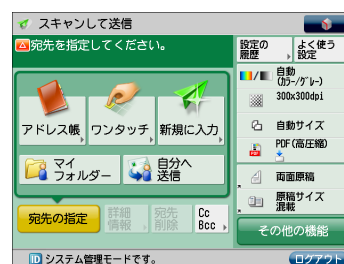 スキャンして送信
宛先を指定してください。
アドレス帳
ワンタッチ
新規に入力
マイ
フォルダー
自分へ
送信
宛先の指定
詳細
情報
宛先
削除
Cc
Bcc
設定の
履歴
よく使う
設定
自動
(カラー/グレー)
300x300dpi
自動サイズ
PDF(高圧縮)
両面原稿
原稿サイズ
混載
その他の機能
ID システム管理モードです。
ログアウト